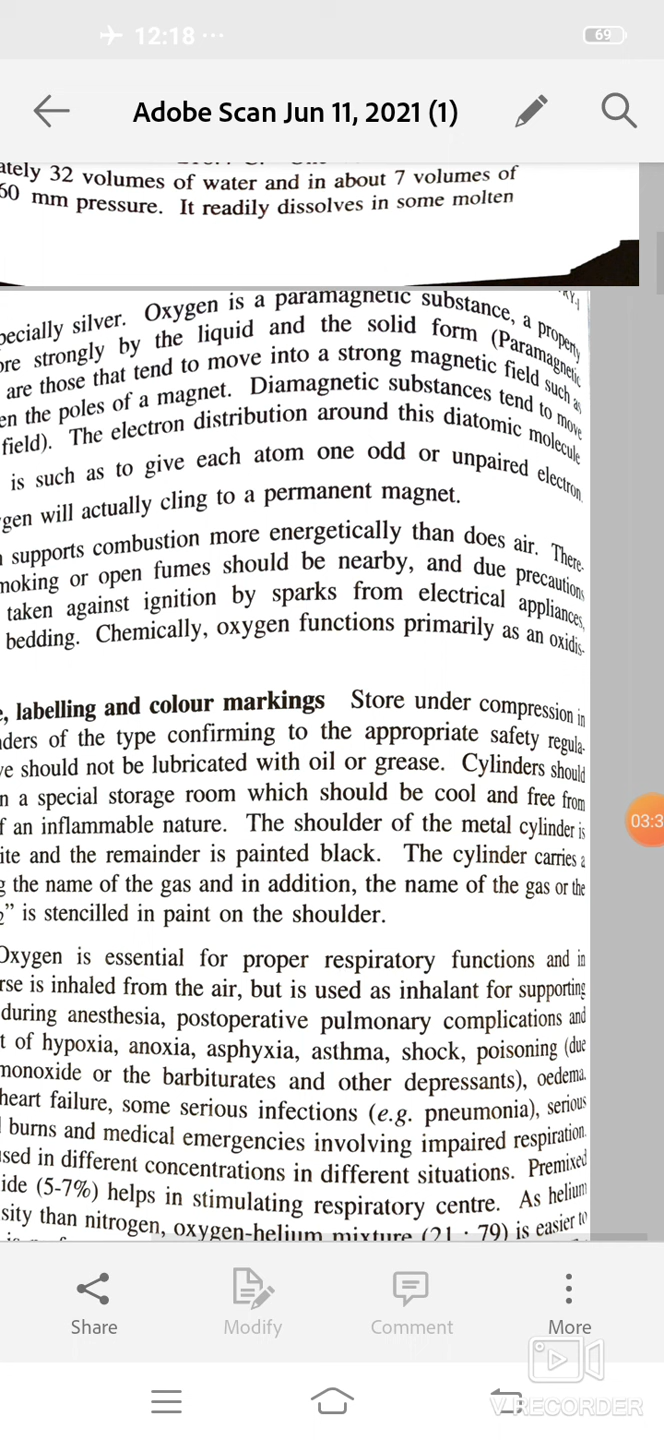 12:18 ...
69
Adobe Scan Jun 11, 2021 (1)
ately 32 volumes of water and in about 7 volumes of
60 mm pressure. It readily dissolves in some molten
RY-I
pecially silver. Oxygen is a paramagnetic substance, a property
ore strongly by the liquid and the solid form (Paramagnetic
are those that tend to move into a strong magnetic field such as
en the poles of a magnet. Diamagnetic substances tend to move
field). The electron distribution around this diatomic molecule
is such as to give each atom one odd or unpaired electron
gen will actually cling to a permanent magnet.
supports combustion more energetically than does air. There-
moking or open fumes should be nearby, and due precautions
taken against ignition by sparks from electrical appliances,
bedding. Chemically, oxygen functions primarily as an oxidis-
e, labelling and colour markings Store under compression in
nders of the type confirming to the appropriate safety regula-
ve should not be lubricated with oil or grease. Cylinders should
n a special storage room which should be cool and free from
f an inflammable nature. The shoulder of the metal cylinder is
ite and the remainder is painted black. The cylinder carries a
g the name of the gas and in addition, the name of the gas or the
2" is stencilled in paint on the shoulder.
Oxygen is essential for proper respiratory functions and in
rse is inhaled from the air, but is used as inhalant for supporting
during anesthesia, postoperative pulmonary complications and
t of hypoxia, anoxia, asphyxia, asthma, shock, poisoning (due
monoxide or the barbiturates and other depressants), oedema.
heart failure, some serious infections (e.g. pneumonia), serious
burns and medical emergencies involving impaired respiration.
sed in different concentrations in different situations. Premixed
ide (5-7%) helps in stimulating respiratory centre. As helium
sity than nitrogen, oxygen-helium mixture (21 : 79) is easier to
03:3
Share
Modify
Comment
More
V RECORDER